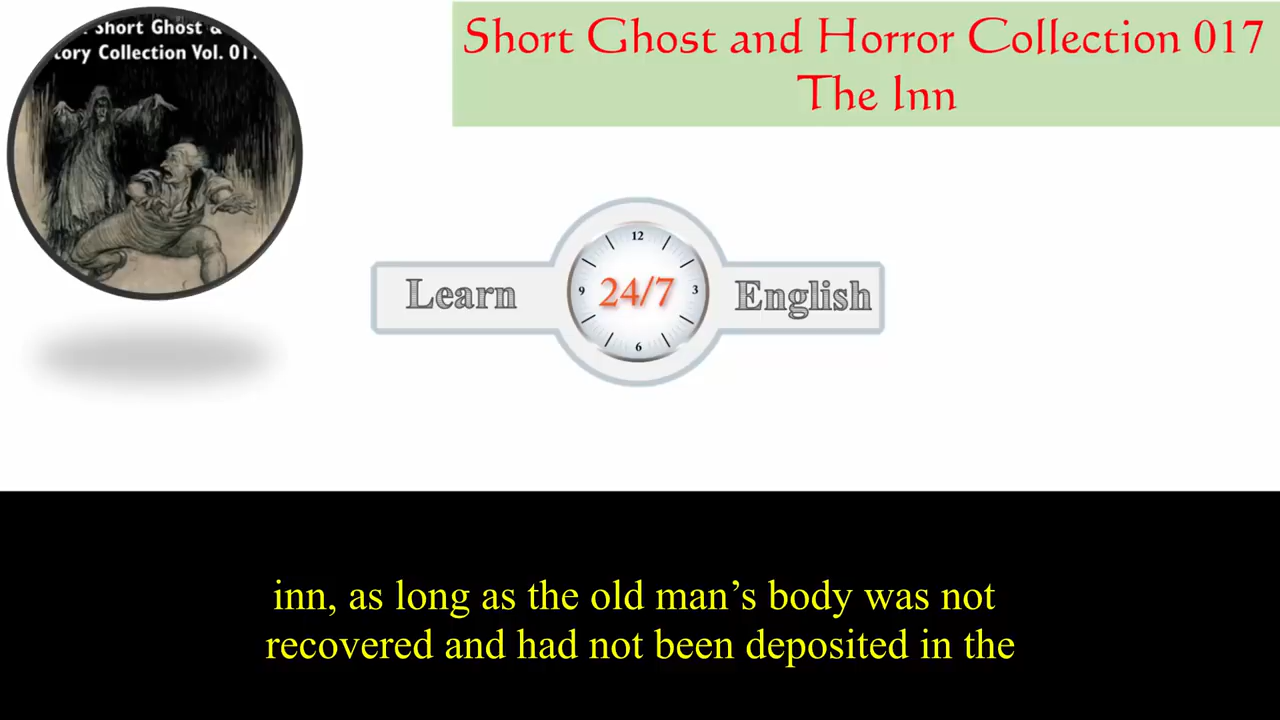 Short Ghost &
tory Collection Vol. 01
Short Ghost and Horror Collection 017
The Inn
Learn
24/7
English
12
9
3
6
inn, as long as the old man’s body was not
recovered and had not been deposited in the